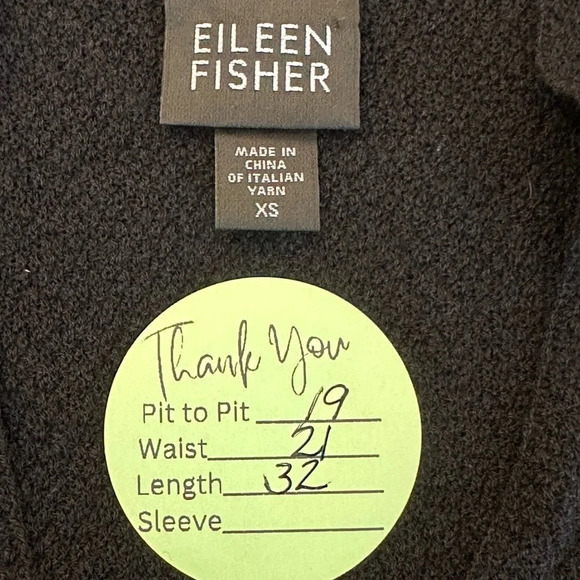 EILEEN
FISHER
MADE IN
CHINA
OF ITALIAN
YARN
XS
Thank You
Pit to Pit 19
Waist 21
Length 32
Sleeve